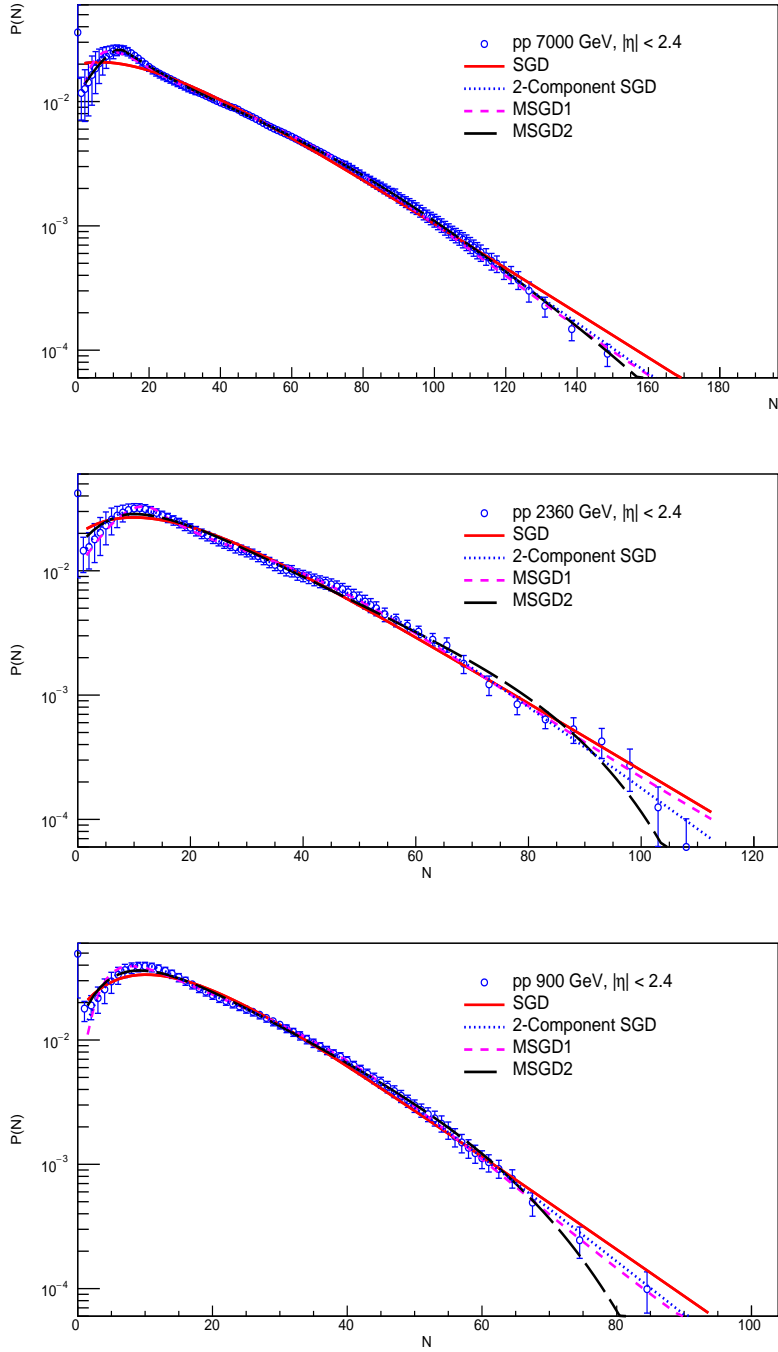 P(N)
pp 7000 GeV, |η| < 2.4
SGD
2-Component SGD
MSGD1
MSGD2
10⁻²
10⁻³
10⁻⁴
0 20 40 60 80 100 120 140 160 180
N
P(N)
pp 2360 GeV, |η| < 2.4
SGD
2-Component SGD
MSGD1
MSGD2
10⁻²
10⁻³
10⁻⁴
0 20 40 60 80 100 120
N
P(N)
pp 900 GeV, |η| < 2.4
SGD
2-Component SGD
MSGD1
MSGD2
10⁻²
10⁻³
10⁻⁴
0 20 40 60 80 100
N